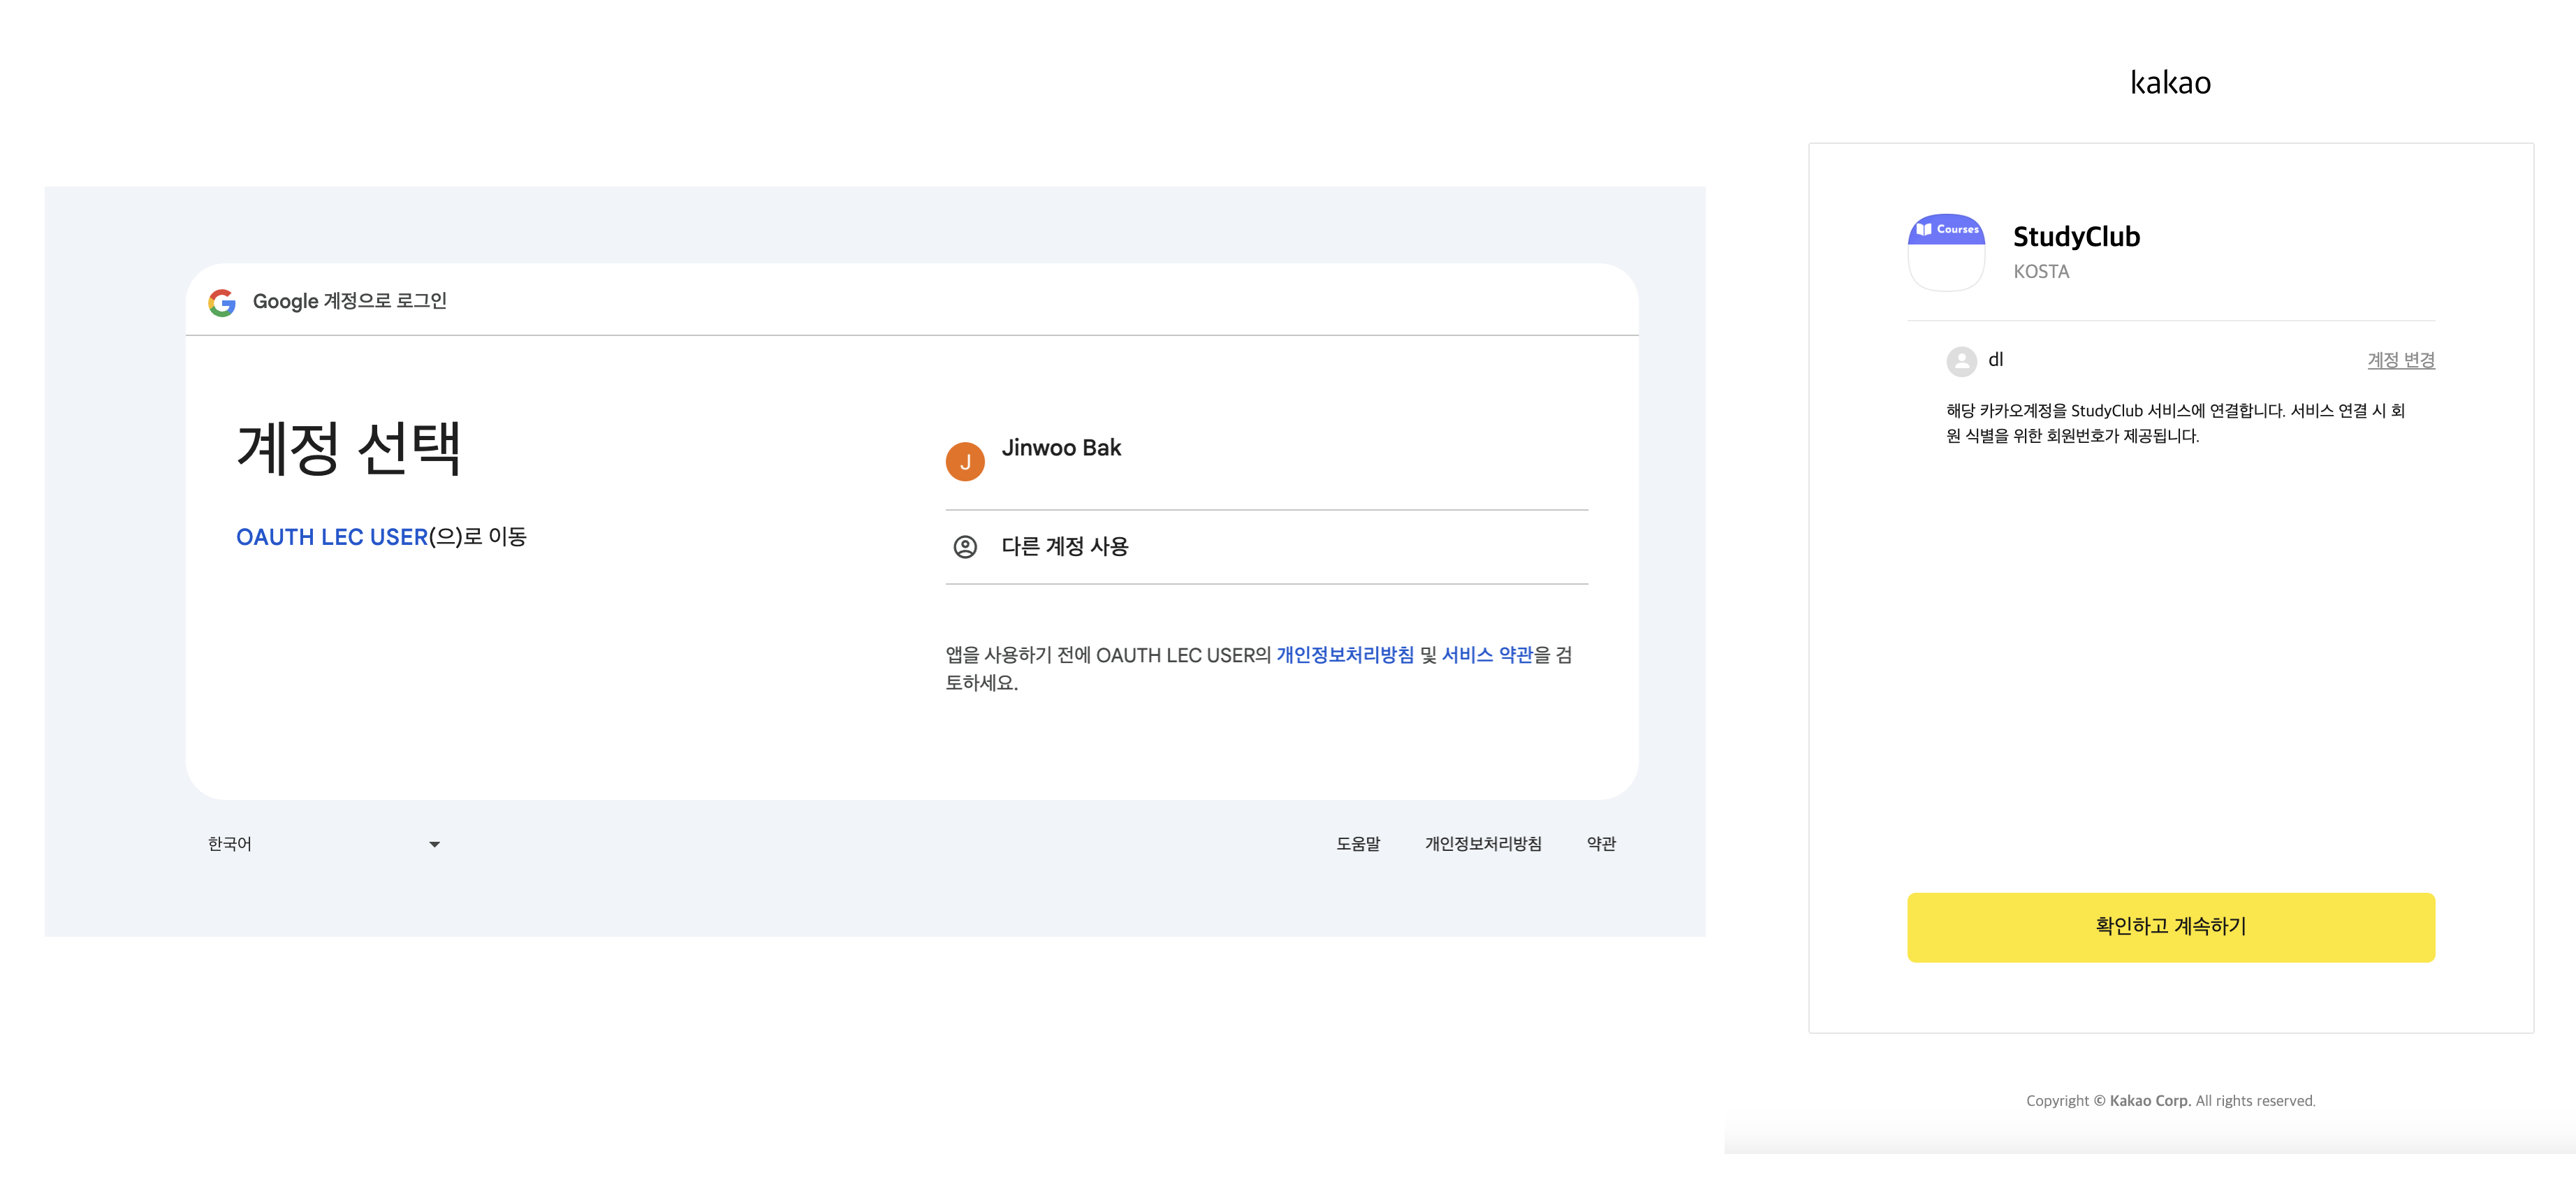 Google 계정으로 로그인
계정 선택
OAUTH LEC USER(으)로 이동
J
Jinwoo Bak
다른 계정 사용
앱을 사용하기 전에 OAUTH LEC USER의 개인정보처리방침 및 서비스 약관을 검
토하세요.
한국어
도움말 개인정보처리방침 약관
kakao
Courses
StudyClub
KOSTA
dl
계정 변경
해당 카카오계정을 StudyClub 서비스에 연결합니다. 서비스 연결 시 회
원 식별을 위한 회원번호가 제공됩니다.
확인하고 계속하기
Copyright © Kakao Corp. All rights reserved.